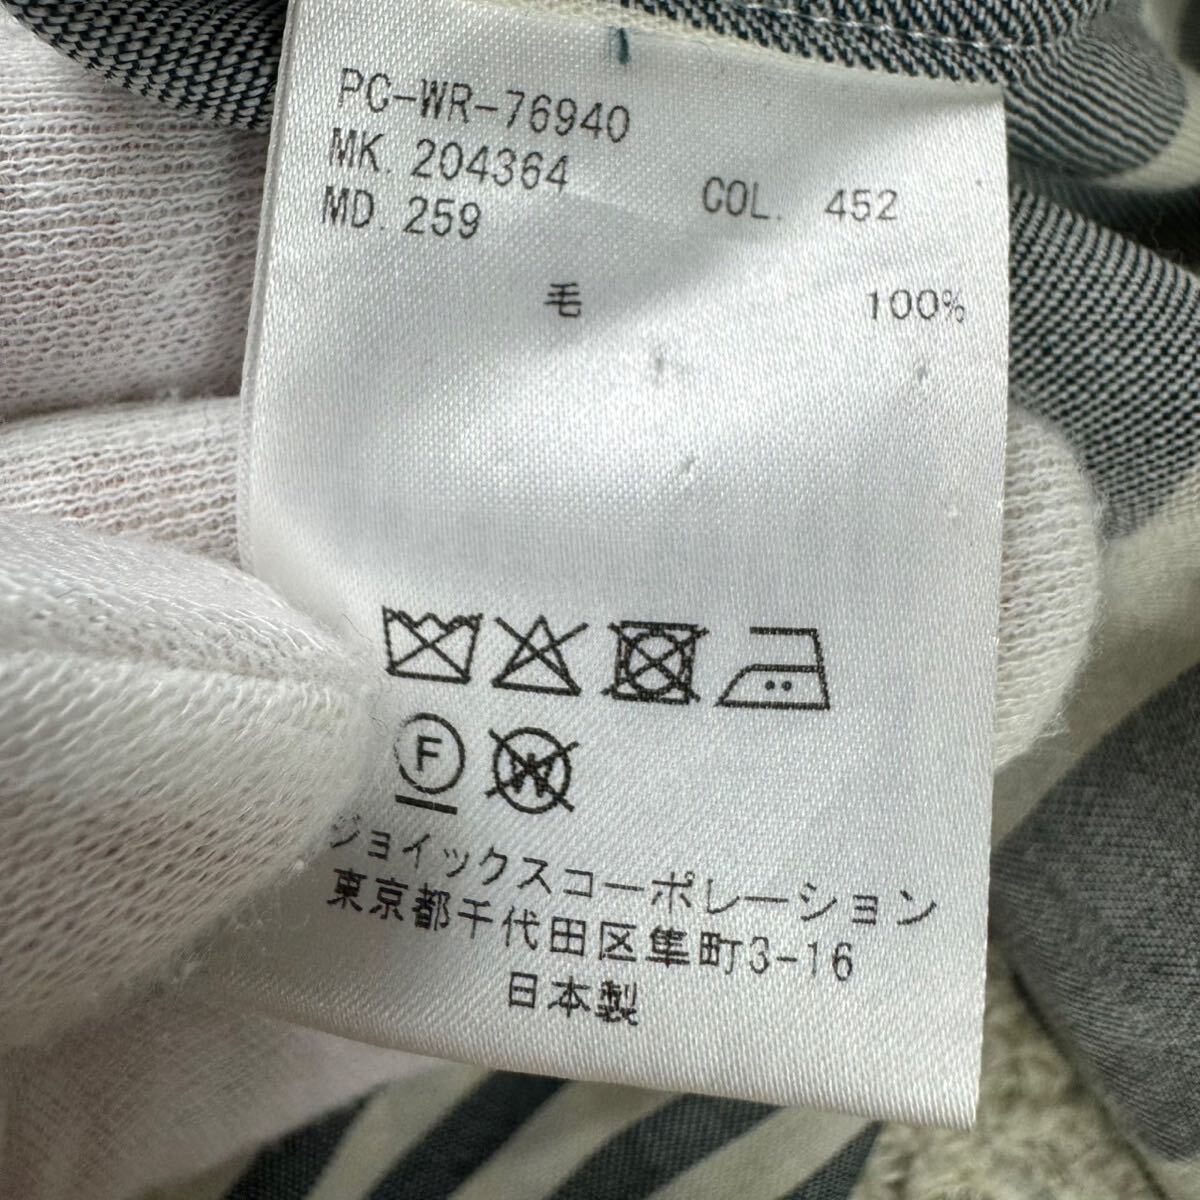 PC-WR-76940
MK. 204364
MD. 259 COL. 452
毛 100%
F
W
ジョイックスコーポレーション
東京都千代田区隼町3-16
日本製